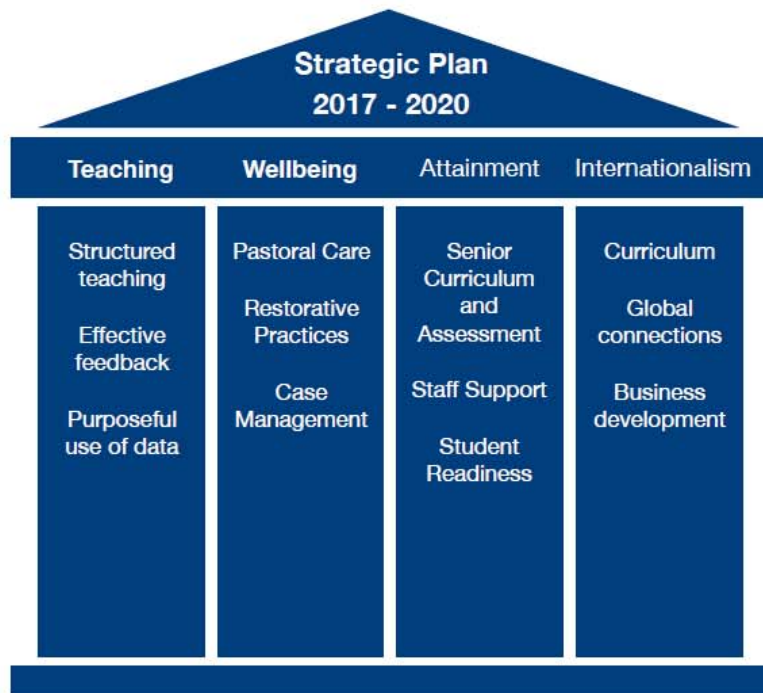 Strategic Plan
2017 - 2020
Teaching
Wellbeing
Attainment
Internationalism
Structured
teaching
Effective
feedback
Purposeful
use of data
Pastoral Care
Restorative
Practices
Case
Management
Senior
Curriculum
and
Assessment
Staff Support
Student
Readiness
Curriculum
Global
connections
Business
development